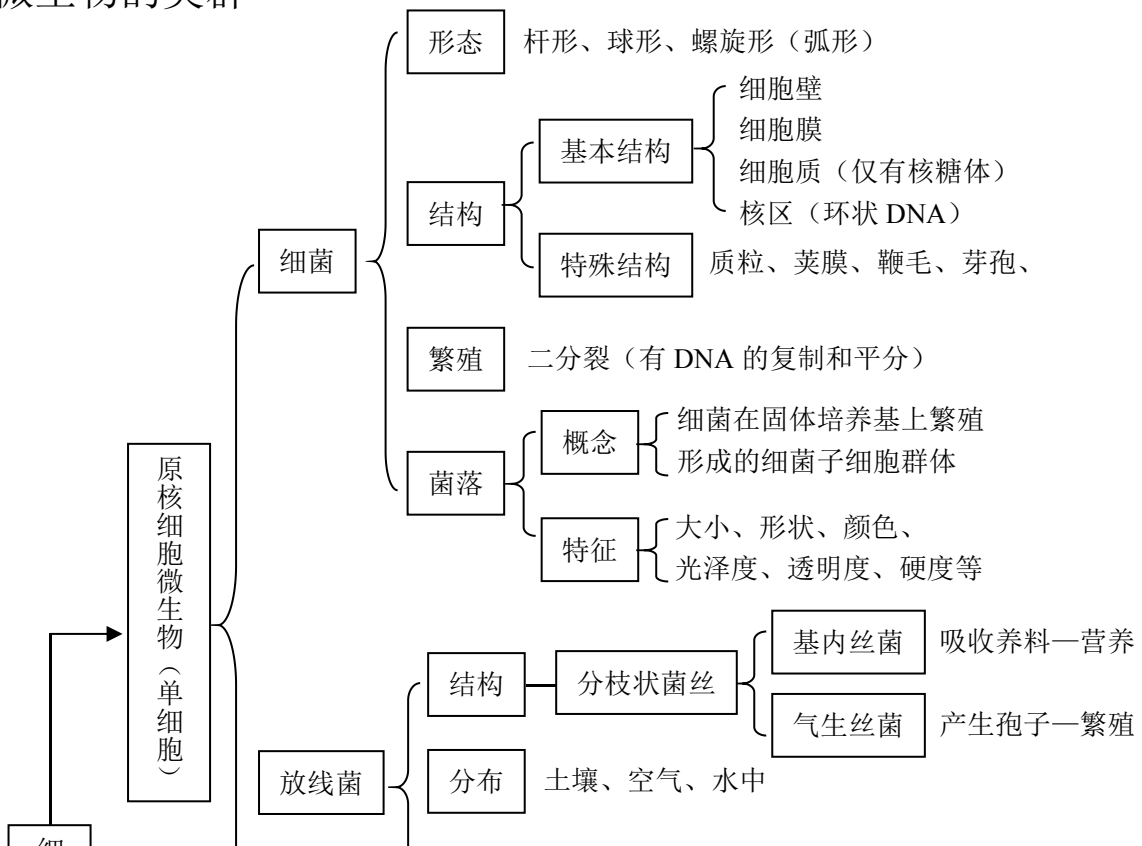 微生物的类群
形态
杆形、球形、螺旋形（弧形）
细胞壁
细胞膜
细胞质（仅有核糖体）
核区（环状 DNA）
基本结构
结构
特殊结构
质粒、荚膜、鞭毛、芽孢、
细菌
繁殖
二分裂（有 DNA 的复制和平分）
概念
细菌在固体培养基上繁殖
形成的细菌子细胞群体
菌落
特征
大小、形状、颜色、
光泽度、透明度、硬度等
原核细胞微生物（单细胞）
结构
分枝状菌丝
基内丝菌
吸收养料—营养
气生丝菌
产生孢子—繁殖
放线菌
分布
土壤、空气、水中
细